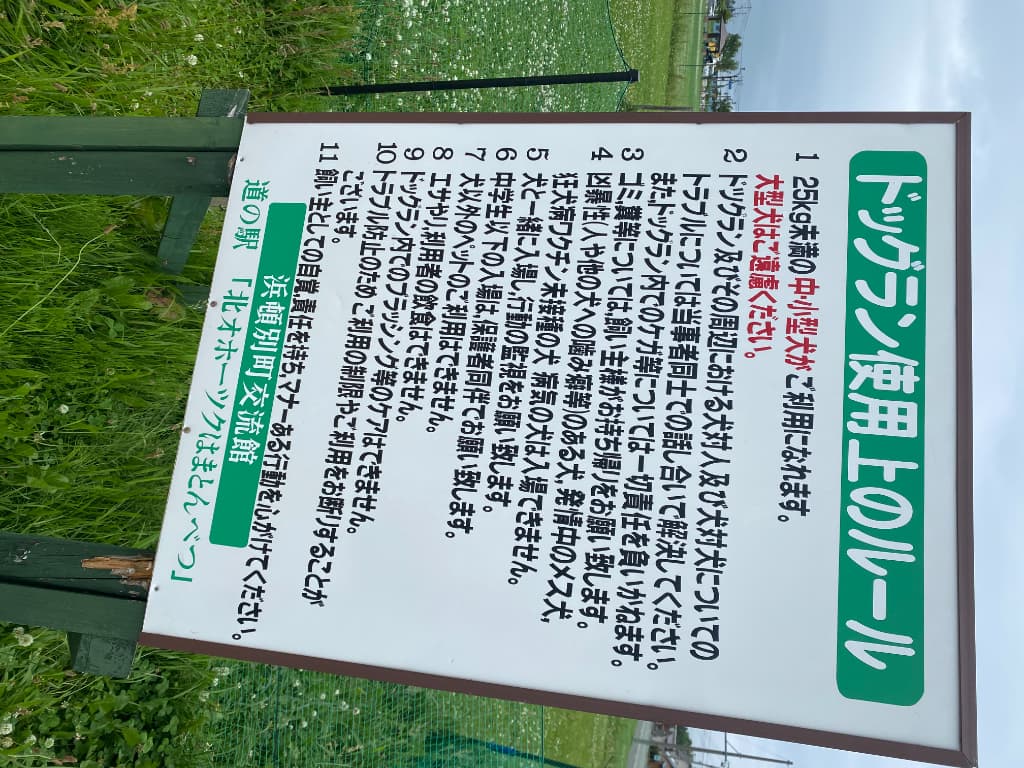 ドッグラン使用上のルール
1 25kg未満の 中・小型犬がご利用になれます。
大型犬はご遠慮ください。
2 ドッグラン及びその周辺における犬対人及び犬対犬についての
トラブルについては当事者同士での話し合いで解決してください。
また、ドッグラン内でのケガ等については一切責任を負いかねます。
3 ゴミ・糞等については、飼い主様がお持ち帰りをお願い致します。
4 凶暴性(人や他の犬への噛み癖等)のある犬、発情中のメス犬、
狂犬病ワクチン未接種の犬 病気の犬は入場できません。
5 犬と一緒に入場し、行動の監視をお願い致します。
6 中学生以下の入場は、保護者同伴でお願い致します。
7 犬以外のペットのご利用はできません。
8 エサやり、利用者の飲食はできません。
9 ドッグラン内でのブラッシング等のケアはできません。
10 トラブル防止のため、ご利用の制限やご利用をお断りすることが
ございます。
11 飼い主としての自覚、責任を持ち、マナーある行動を心がけてください。
浜頓別町交流館
道の駅 「北オホーツクはまとんべつ」